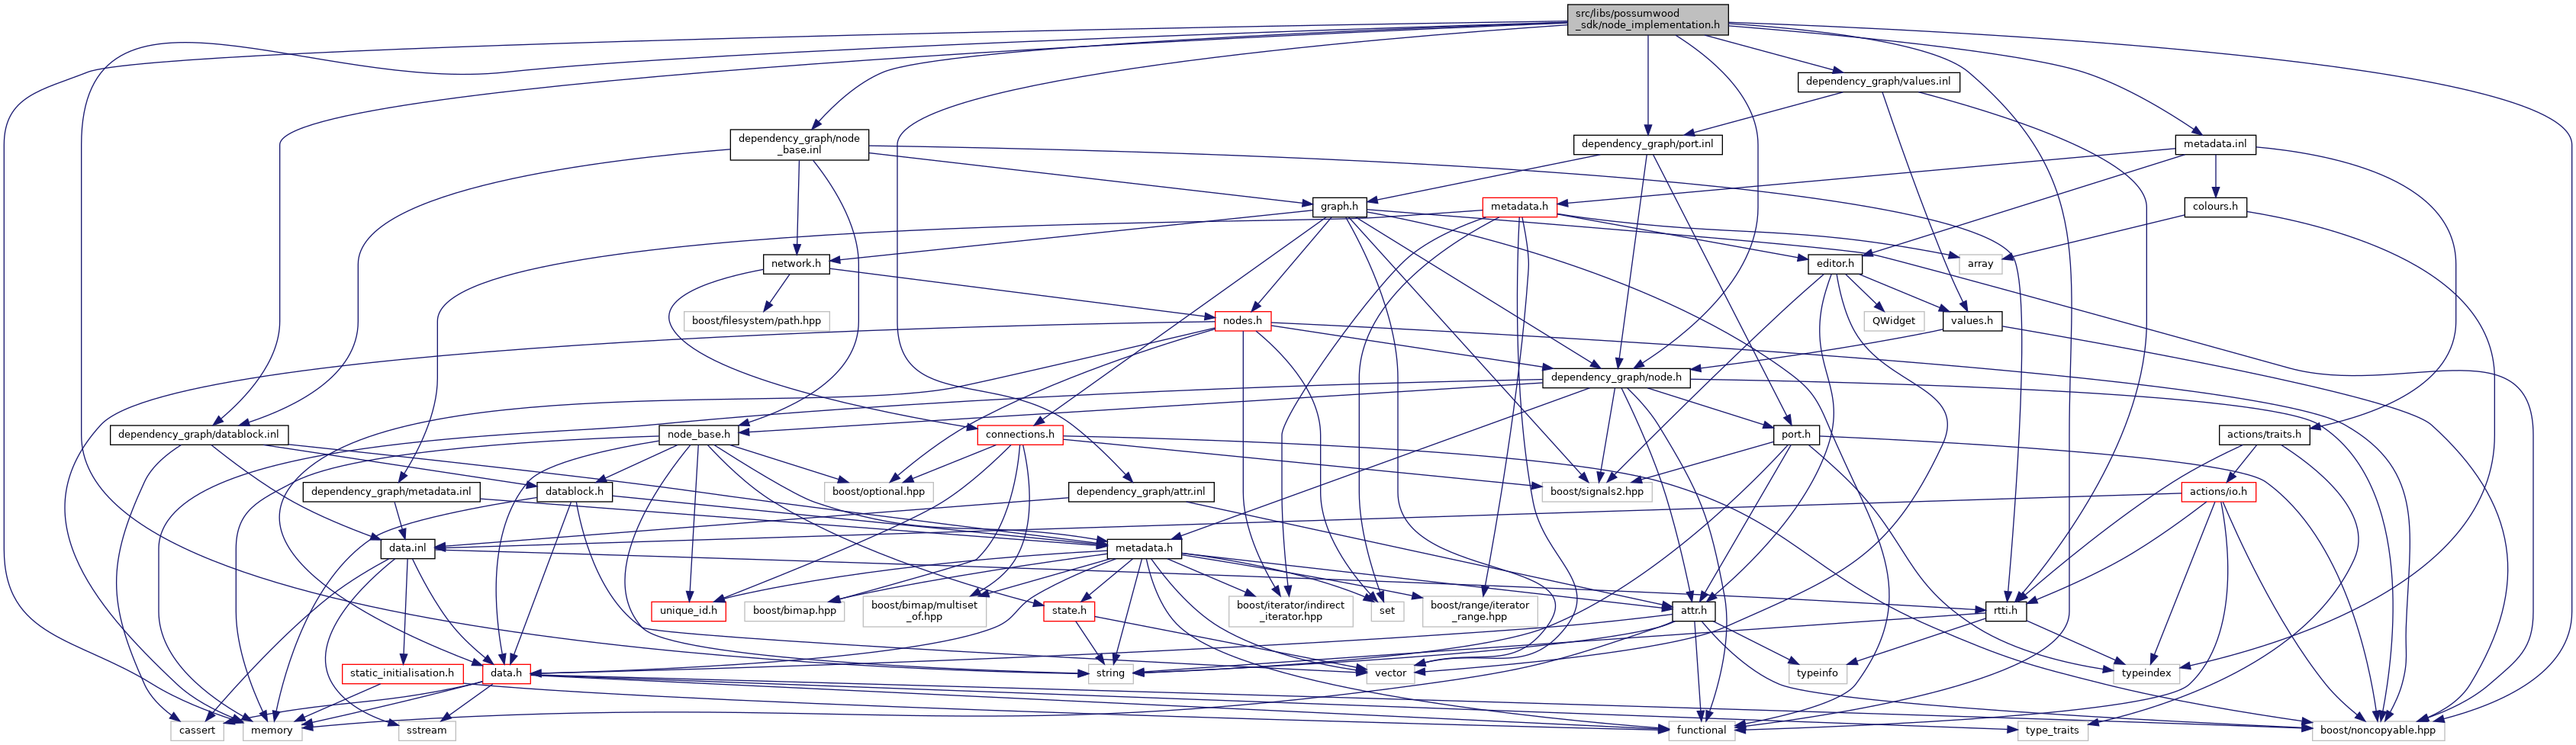 src/libs/possumwood
_sdk/node_implementation.h
dependency_graph/values.inl
dependency_graph/node
_base.inl
dependency_graph/port.inl
metadata.inl
graph.h
metadata.h
colours.h
network.h
editor.h
array
boost/filesystem/path.hpp
nodes.h
QWidget
values.h
dependency_graph/node.h
dependency_graph/datablock.inl
node_base.h
connections.h
port.h
actions/traits.h
dependency_graph/metadata.inl
datablock.h
boost/optional.hpp
dependency_graph/attr.inl
boost/signals2.hpp
actions/io.h
data.inl
metadata.h
unique_id.h
boost/bimap.hpp
boost/bimap/multiset
_of.hpp
state.h
boost/iterator/indirect
_iterator.hpp
set
boost/range/iterator
_range.hpp
attr.h
rtti.h
static_initialisation.h
data.h
string
vector
typeinfo
typeindex
cassert
memory
sstream
functional
type_traits
boost/noncopyable.hpp